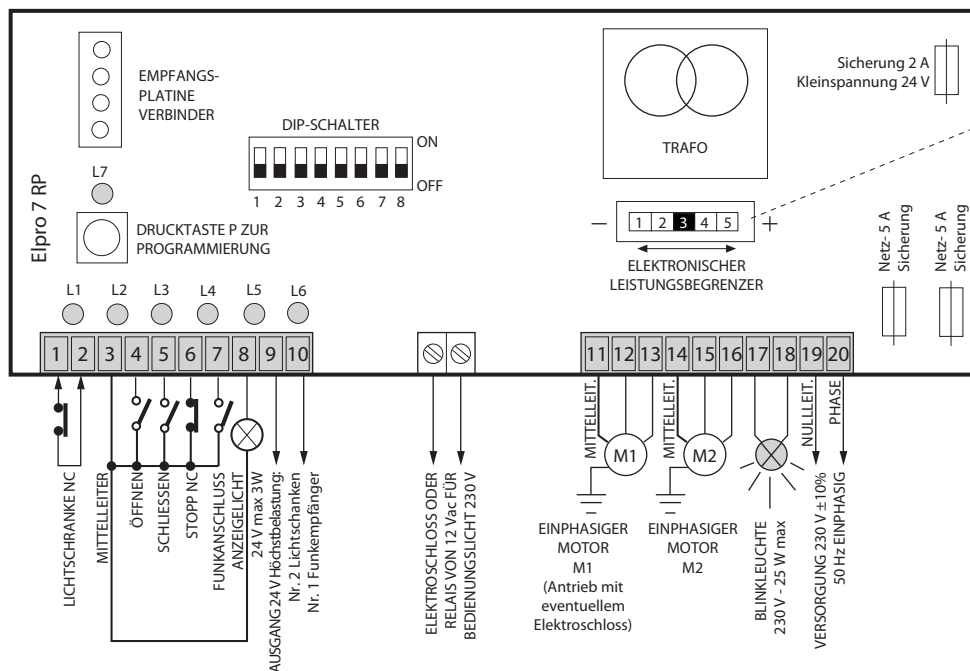 EMPFANGS-
PLATINE
VERBINDER
DIP-SCHALTER
ON
OFF
1 2 3 4 5 6 7 8
TRAFO
Sicherung 2 A
Kleinspannung 24 V
Elpro 7 RP
L7
DRUCKTASTE P ZUR
PROGRAMMIERUNG
− 1 2 3 4 5 +
ELEKTRONISCHER
LEISTUNGSBEGRENZER
Netz- 5 A
Sicherung
Netz- 5 A
Sicherung
L1 L2 L3 L4 L5 L6
1 2 3 4 5 6 7 8 9 10
11 12 13 14 15 16 17 18 19 20
LICHTSCHRANKE NC
MITTELLEITER
ÖFFNEN
SCHLIESSEN
STOPP NC
FUNKANSCHLUSS
ANZEIGELICHT
24 V max 3W
AUSGANG 24 V Höchstbelastung:
Nr. 2 Lichtschanken
Nr. 1 Funkempfänger
ELEKTROSCHLOSS ODER
RELAIS VON 12 Vac FÜR
BEDIENUNGSLICHT 230 V
MITTELLEIT.
M1
EINPHASIGER
MOTOR
M1
(Antrieb mit
eventuellem
Elektroschloss)
MITTELLEIT.
M2
EINPHASIGER
MOTOR
M2
BLINKLEUCHTE
230 V - 25 W max
NULLLEIT.
VERSORGUNG 230 V ±10%
PHASE
50 Hz EINPHASIG